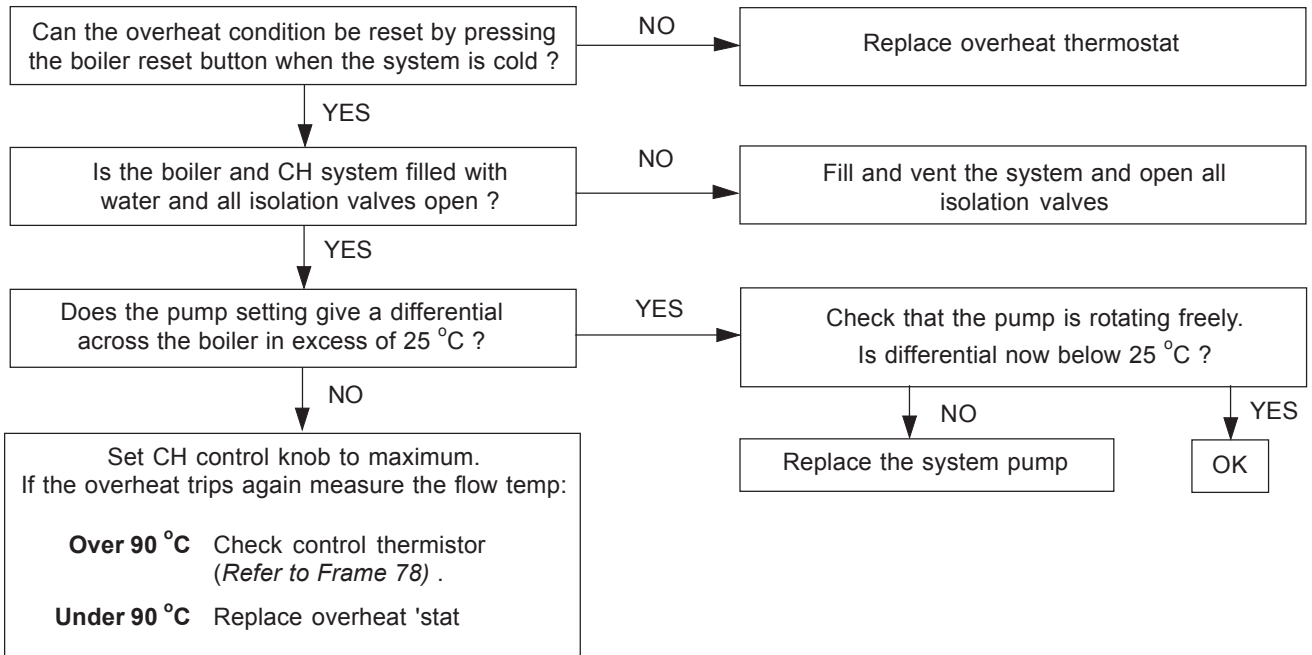 Can the overheat condition be reset by pressing
the boiler reset button when the system is cold ?
NO
Replace overheat thermostat
YES
Is the boiler and CH system filled with
water and all isolation valves open ?
NO
Fill and vent the system and open all
isolation valves
YES
Does the pump setting give a differential
across the boiler in excess of 25 °C ?
YES
Check that the pump is rotating freely.
Is differential now below 25 °C ?
NO
Set CH control knob to maximum.
If the overheat trips again measure the flow temp:
Over 90 °C Check control thermistor
(Refer to Frame 78) .
Under 90 °C Replace overheat 'stat
NO
Replace the system pump
YES
OK